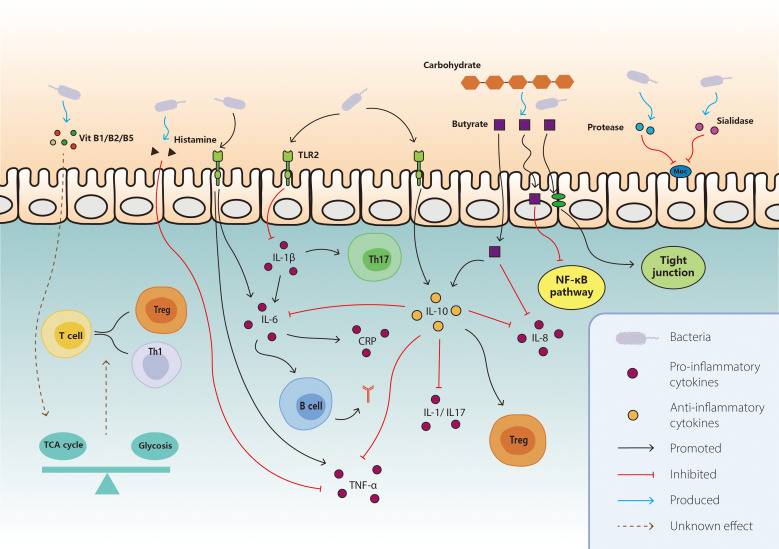 Carbohydrate
Vit B1/B2/B5
Histamine
TLR2
Butyrate
Protease
Sialidase
Muc
IL-1β
Th17
IL-6
IL-10
CRP
NF-κB
pathway
Tight
junction
IL-8
T cell
Treg
Th1
B cell
IL-1/ IL17
Treg
TCA cycle
Glycosis
TNF-α
Bacteria
Pro-inflammatory
cytokines
Anti-inflammatory
cytokines
Promoted
Inhibited
Produced
Unknown effect